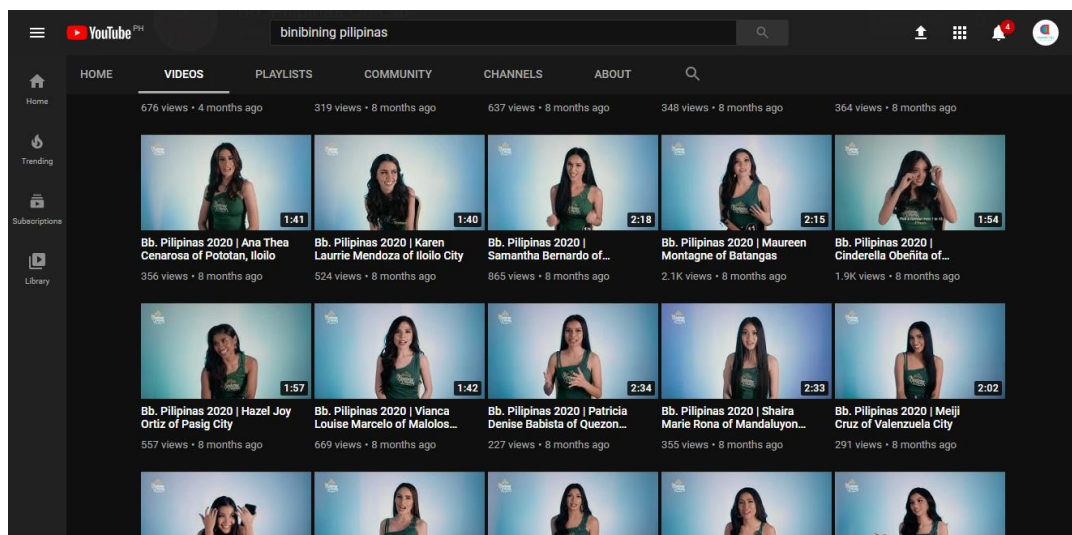 YouTube PH
binibining pilipinas
4
HOME VIDEOS PLAYLISTS COMMUNITY CHANNELS ABOUT
Home
Trending
Subscriptions
Library
676 views • 4 months ago
319 views • 8 months ago
637 views • 8 months ago
348 views • 8 months ago
364 views • 8 months ago
1:41
Bb. Pilipinas 2020 | Ana Thea
Cenarosa of Pototan, Iloilo
356 views • 8 months ago
1:40
Bb. Pilipinas 2020 | Karen
Laurrie Mendoza of Iloilo City
524 views • 8 months ago
2:18
Bb. Pilipinas 2020 |
Samantha Bernardo of...
865 views • 8 months ago
2:15
Bb. Pilipinas 2020 | Maureen
Montagne of Batangas
2.1K views • 8 months ago
1:54
Bb. Pilipinas 2020 |
Cinderella Obeñita of...
1.9K views • 8 months ago
1:57
Bb. Pilipinas 2020 | Hazel Joy
Ortiz of Pasig City
557 views • 8 months ago
1:42
Bb. Pilipinas 2020 | Vianca
Louise Marcelo of Malolos...
669 views • 8 months ago
2:34
Bb. Pilipinas 2020 | Patricia
Denise Babista of Quezon...
227 views • 8 months ago
2:33
Bb. Pilipinas 2020 | Shaira
Marie Rona of Mandaluyon...
355 views • 8 months ago
2:02
Bb. Pilipinas 2020 | Meiji
Cruz of Valenzuela City
291 views • 8 months ago